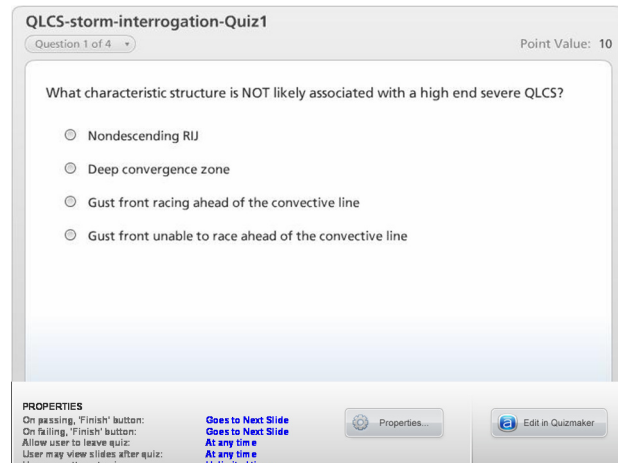 QLCS-storm-interrogation-Quiz1
Question 1 of 4
Point Value: 10
What characteristic structure is NOT likely associated with a high end severe QLCS?
Nondescending RIJ
Deep convergence zone
Gust front racing ahead of the convective line
Gust front unable to race ahead of the convective line
PROPERTIES
On passing, 'Finish' button: Goes to Next Slide
On failing, 'Finish' button: Goes to Next Slide
Allow user to leave quiz: At any time
User may view slides after quiz: At any time
Properties...
Edit in Quizmaker